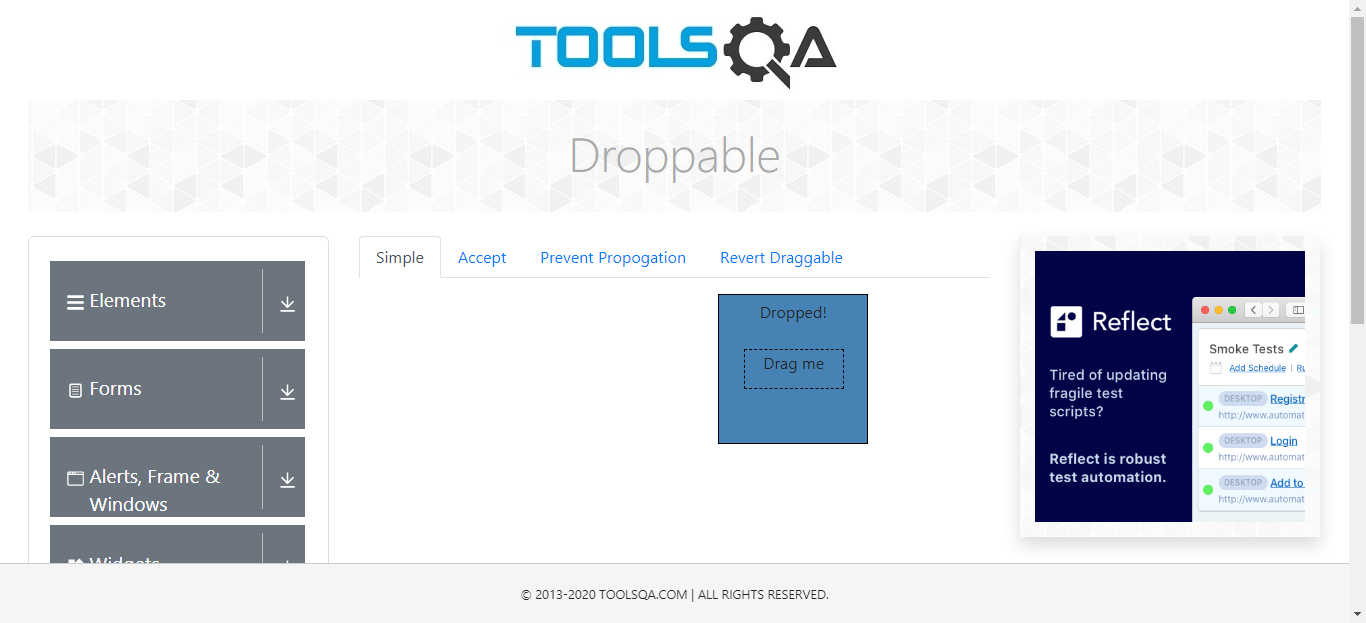 TOOLSQA
Droppable
Elements
Forms
Alerts, Frame &
Windows
Widgets
Simple
Accept
Prevent Propogation
Revert Draggable
Dropped!
Drag me
Reflect
Tired of updating
fragile test
scripts?
Reflect is robust
test automation.
Smoke Tests
Add Schedule | Ru
DESKTOP Registr
http://www.automat
DESKTOP Login
http://www.automat
DESKTOP Add to
http://www.automat
© 2013-2020 TOOLSQA.COM | ALL RIGHTS RESERVED.